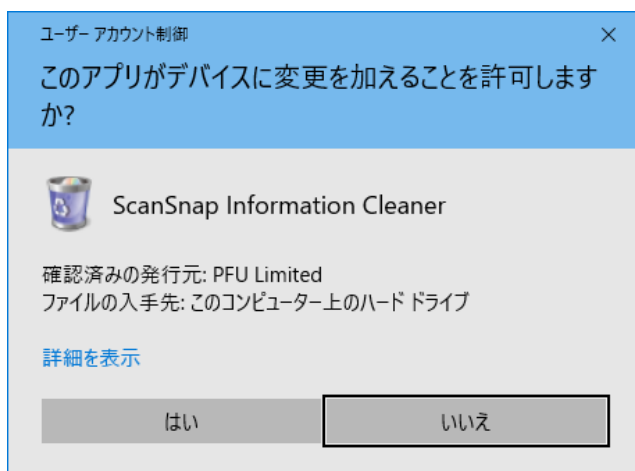 ユーザー アカウント制御
このアプリがデバイスに変更を加えることを許可します
か?
ScanSnap Information Cleaner
確認済みの発行元: PFU Limited
ファイルの入手先: このコンピューター上のハード ドライブ
詳細を表示
はい
いいえ